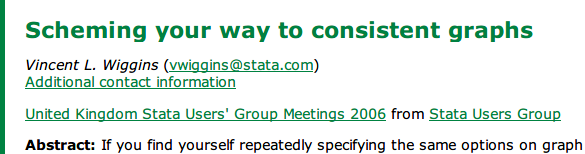 Scheming your way to consistent graphs
Vincent L. Wiggins (vwiggins@stata.com)
Additional contact information
United Kingdom Stata Users' Group Meetings 2006 from Stata Users Group
Abstract: If you find yourself repeatedly specifying the same options on graph